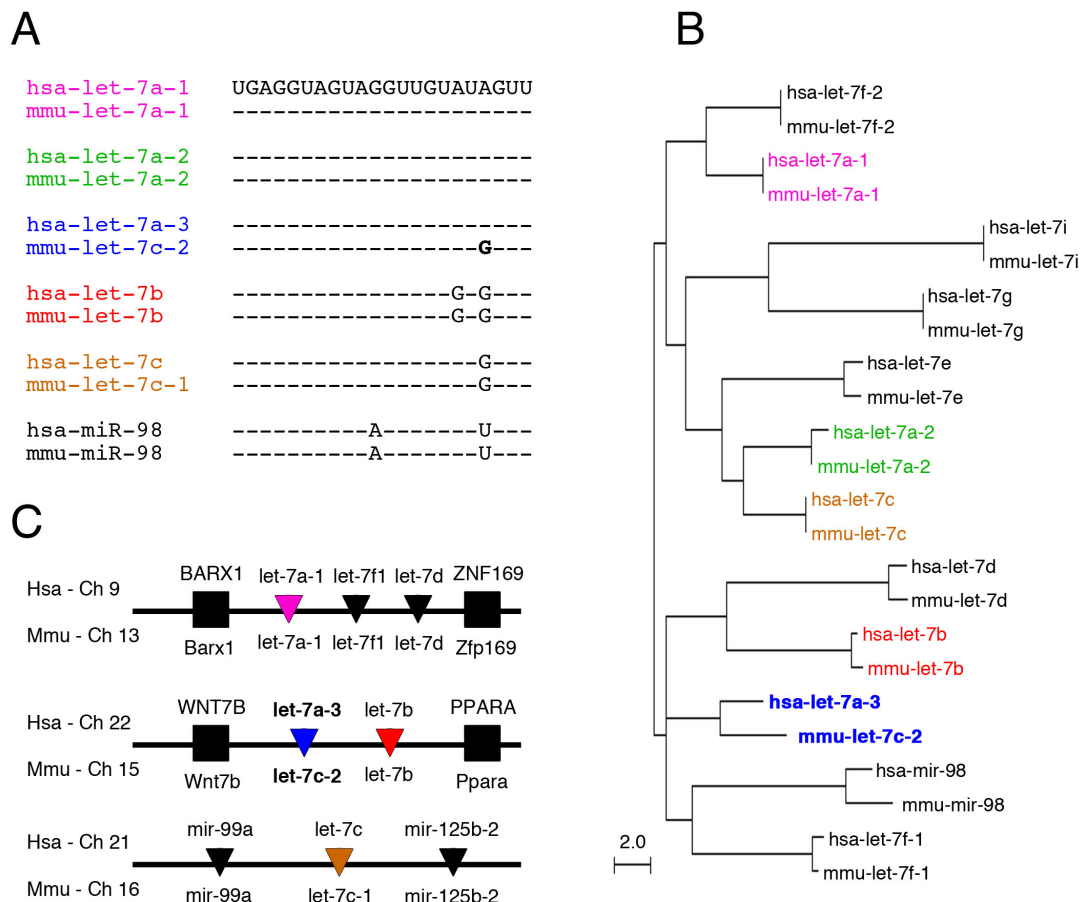 A
hsa-let-7a-1 UGAGGUAGUAGGUUGUAUAGUU
mmu-let-7a-1 ----------------------
hsa-let-7a-2 ----------------------
mmu-let-7a-2 ----------------------
hsa-let-7a-3 ----------------------
mmu-let-7c-2 ------------------G---
hsa-let-7b ----------------G-G---
mmu-let-7b ----------------G-G---
hsa-let-7c ------------------G---
mmu-let-7c-1 ------------------G---
hsa-miR-98 ----------A-------U---
mmu-miR-98 ----------A-------U---
B
hsa-let-7f-2
mmu-let-7f-2
hsa-let-7a-1
mmu-let-7a-1
hsa-let-7i
mmu-let-7i
hsa-let-7g
mmu-let-7g
hsa-let-7e
mmu-let-7e
hsa-let-7a-2
mmu-let-7a-2
hsa-let-7c
mmu-let-7c
hsa-let-7d
mmu-let-7d
hsa-let-7b
mmu-let-7b
hsa-let-7a-3
mmu-let-7c-2
hsa-mir-98
mmu-mir-98
hsa-let-7f-1
mmu-let-7f-1
2.0
C
Hsa - Ch 9
BARX1 let-7a-1 let-7f1 let-7d ZNF169
Mmu - Ch 13
Barx1 let-7a-1 let-7f1 let-7d Zfp169
Hsa - Ch 22
WNT7B let-7a-3 let-7b PPARA
Mmu - Ch 15
Wnt7b let-7c-2 let-7b Ppara
Hsa - Ch 21
mir-99a let-7c mir-125b-2
Mmu - Ch 16
mir-99a let-7c-1 mir-125b-2